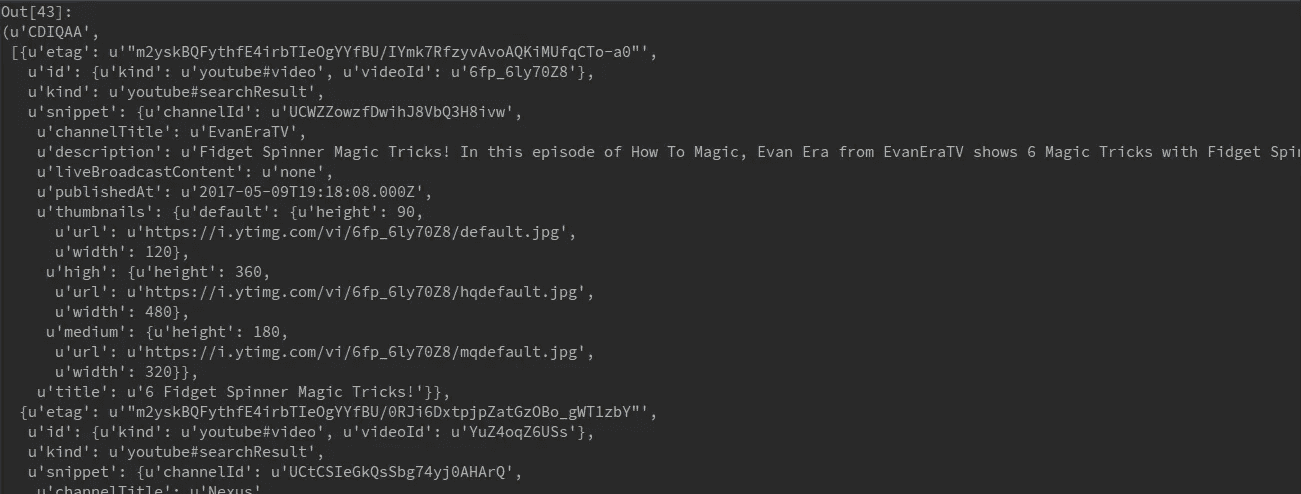 Out[43]:
(u'CDIQAA',
[{u'etag': u'"m2yskBQFythfE4irbTIeOgYYfBU/IYmk7RfzyvAvoAQKiMUfqCTo-a0"',
u'id': {u'kind': u'youtube#video', u'videoId': u'6fp_6ly70Z8'},
u'kind': u'youtube#searchResult',
u'snippet': {u'channelId': u'UCWZZowzfDwihJ8VbQ3H8ivw',
u'channelTitle': u'EvanEraTV',
u'description': u'Fidget Spinner Magic Tricks! In this episode of How To Magic, Evan Era from EvanEraTV shows 6 Magic Tricks with Fidget Spin
u'liveBroadcastContent': u'none',
u'publishedAt': u'2017-05-09T19:18:08.000Z',
u'thumbnails': {u'default': {u'height': 90,
u'url': u'https://i.ytimg.com/vi/6fp_6ly70Z8/default.jpg',
u'width': 120},
u'high': {u'height': 360,
u'url': u'https://i.ytimg.com/vi/6fp_6ly70Z8/hqdefault.jpg',
u'width': 480},
u'medium': {u'height': 180,
u'url': u'https://i.ytimg.com/vi/6fp_6ly70Z8/mqdefault.jpg',
u'width': 320}},
u'title': u'6 Fidget Spinner Magic Tricks!'}},
{u'etag': u'"m2yskBQFythfE4irbTIeOgYYfBU/0RJi6DxtpjpZatGzOBo_gWT1zbY"',
u'id': {u'kind': u'youtube#video', u'videoId': u'YuZ4oqZ6USs'},
u'kind': u'youtube#searchResult',
u'snippet': {u'channelId': u'UCtCSIeGkQsSbg74yj0AHArQ',
u'channelTitle': u'Nexus'